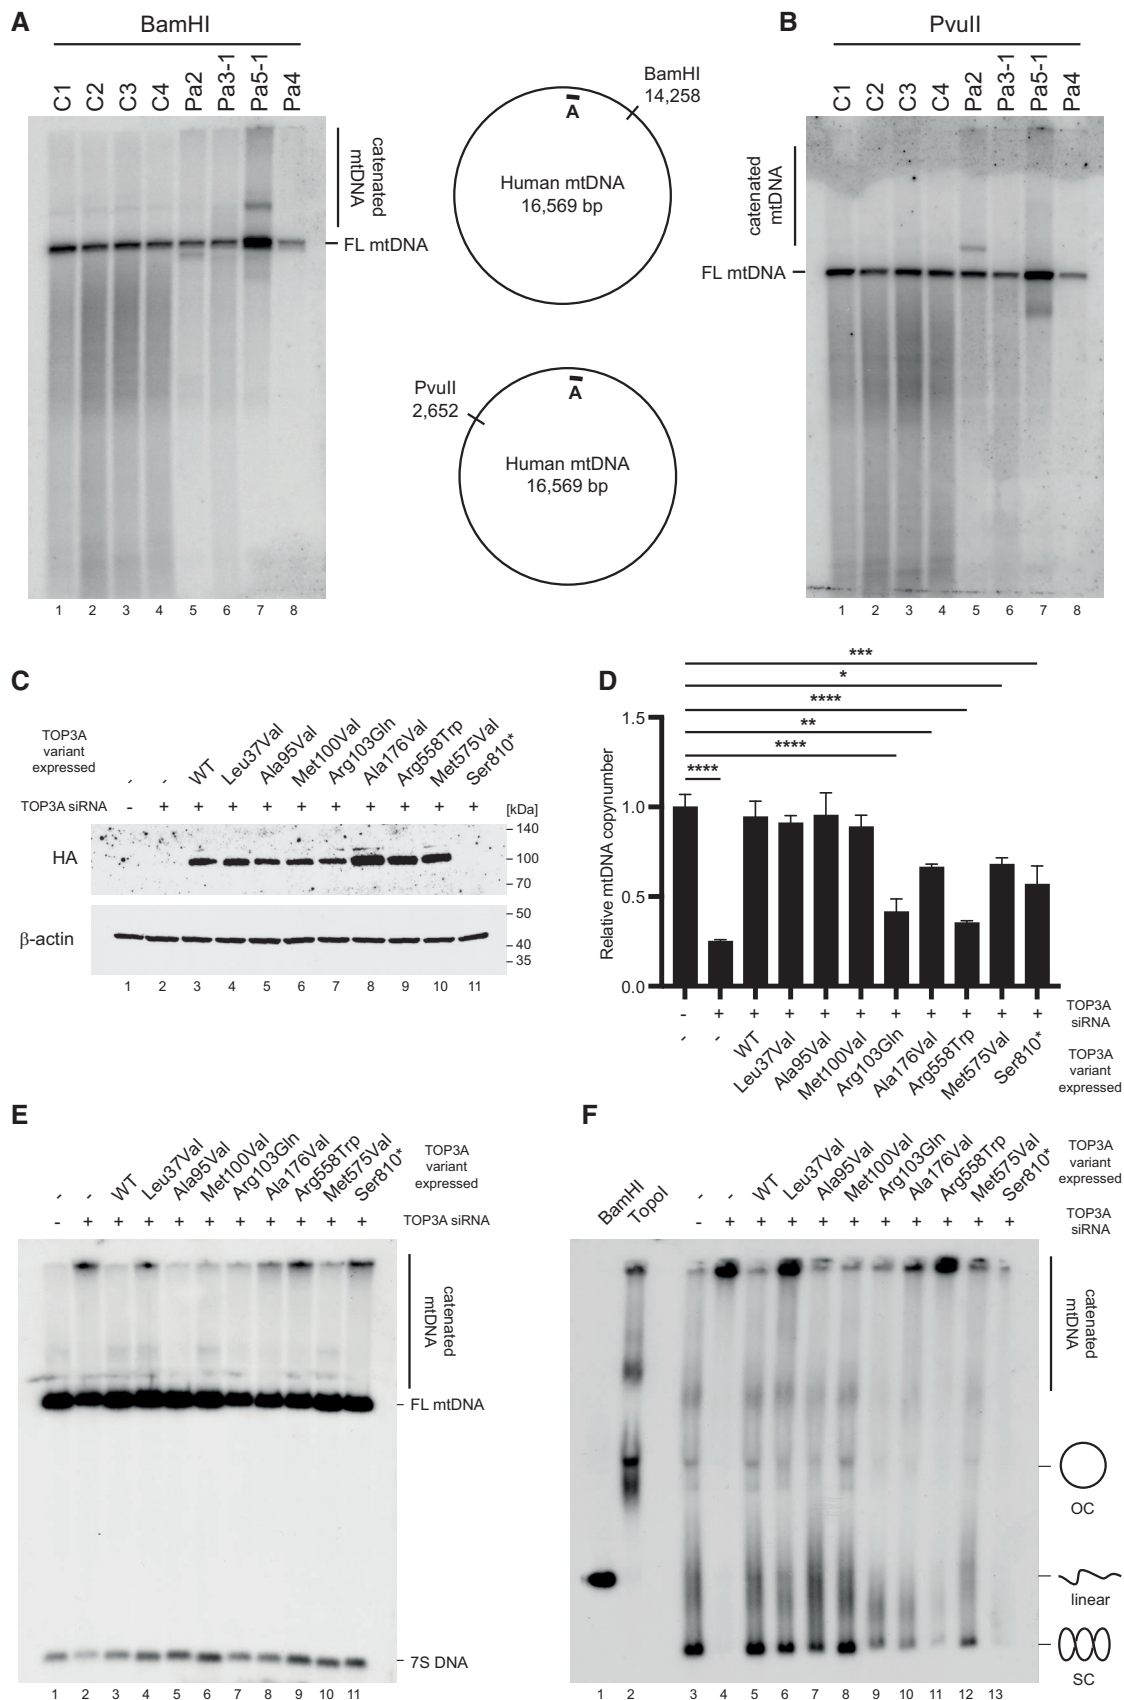 A
BamHI
C1
C2
C3
C4
Pa2
Pa3-1
Pa5-1
Pa4
catenated
mtDNA
FL mtDNA
1 2 3 4 5 6 7 8
BamHI
14,258
A
Human mtDNA
16,569 bp
PvuII
2,652
A
Human mtDNA
16,569 bp
B
PvuII
C1
C2
C3
C4
Pa2
Pa3-1
Pa5-1
Pa4
catenated
mtDNA
FL mtDNA
1 2 3 4 5 6 7 8
C
TOP3A
variant
expressed
- - WT Leu37Val Ala95Val Met100Val Arg103Gln Ala176Val Arg558Trp Met575Val Ser810*
TOP3A siRNA - + + + + + + + + + +
[kDa]
HA
140
100
70
β-actin
50
40
35
1 2 3 4 5 6 7 8 9 10 11
D
***
*
****
**
****
****
Relative mtDNA copynumber
1.5
1.0
0.5
0.0
- + + + + + + + + + +
TOP3A
siRNA
- - WT Leu37Val Ala95Val Met100Val Arg103Gln Ala176Val Arg558Trp Met575Val Ser810*
TOP3A
variant
expressed
E
- - WT Leu37Val Ala95Val Met100Val Arg103Gln Ala176Val Arg558Trp Met575Val Ser810*
TOP3A
variant
expressed
- + + + + + + + + + + TOP3A siRNA
catenated
mtDNA
FL mtDNA
7S DNA
1 2 3 4 5 6 7 8 9 10 11
F
BamHI TopoI - - WT Leu37Val Ala95Val Met100Val Arg103Gln Ala176Val Arg558Trp Met575Val Ser810*
TOP3A
variant
expressed
- + + + + + + + + + +
TOP3A
siRNA
catenated
mtDNA
OC
linear
SC
1 2 3 4 5 6 7 8 9 10 11 12 13